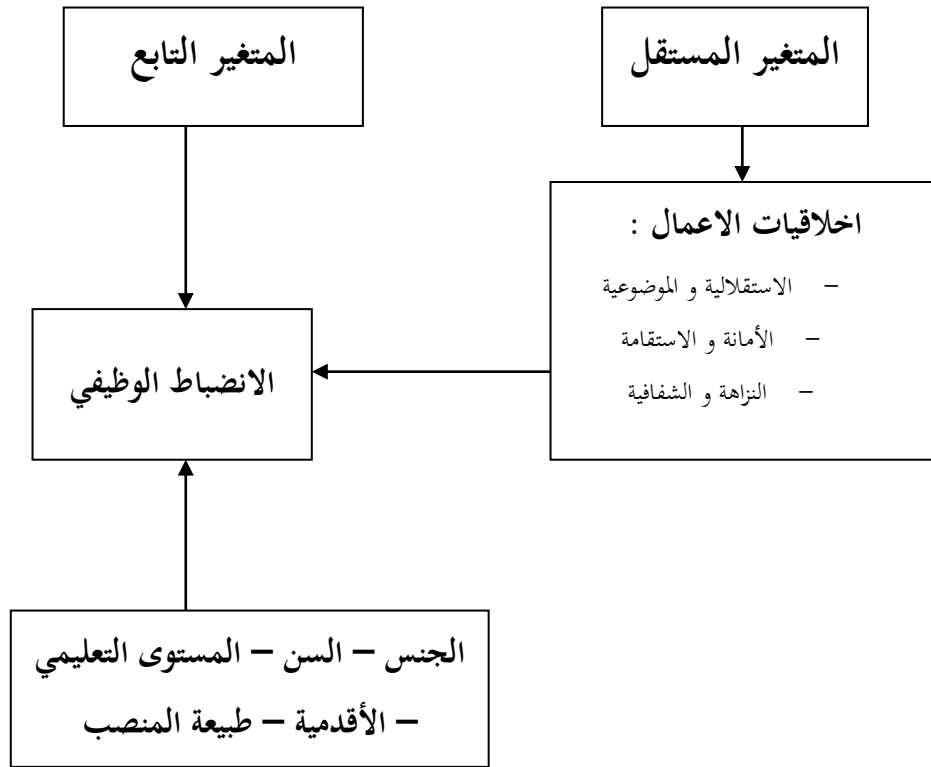 المتغير المستقل
المتغير التابع
اخلاقيات الاعمال :
– الاستقلالية و الموضوعية
– الأمانة و الاستقامة
– النزاهة و الشفافية
الانضباط الوظيفي
الجنس – السن – المستوى التعليمي
– الأقدمية – طبيعة المنصب